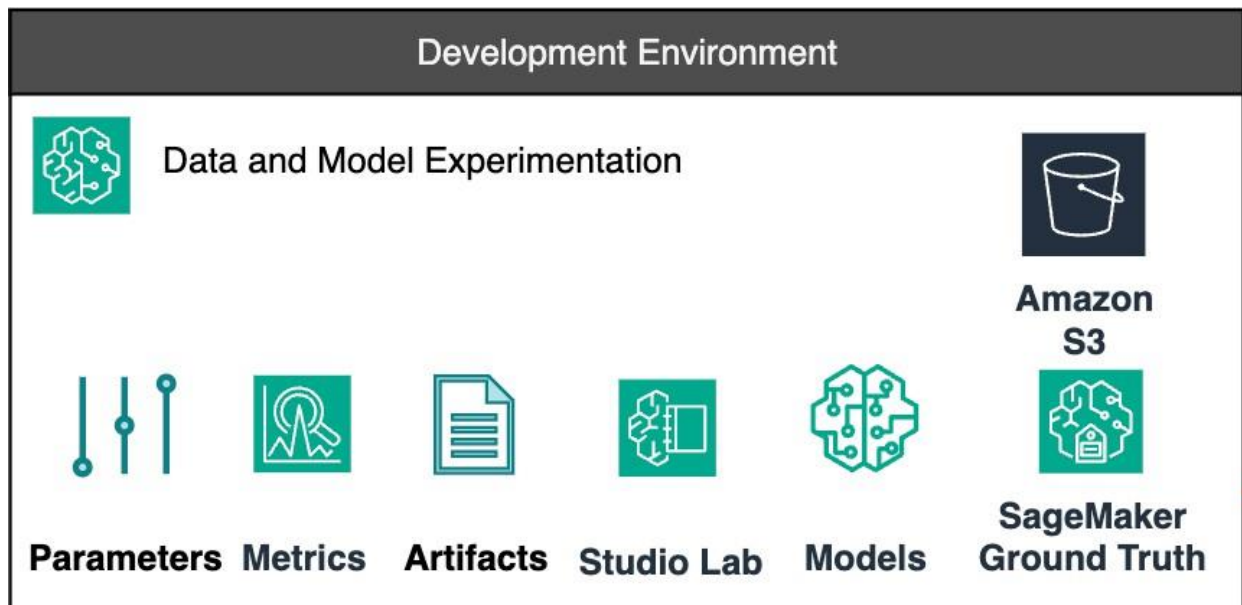 Development Environment
Data and Model Experimentation
Amazon
S3
Parameters
Metrics
Artifacts
Studio Lab
Models
SageMaker
Ground Truth